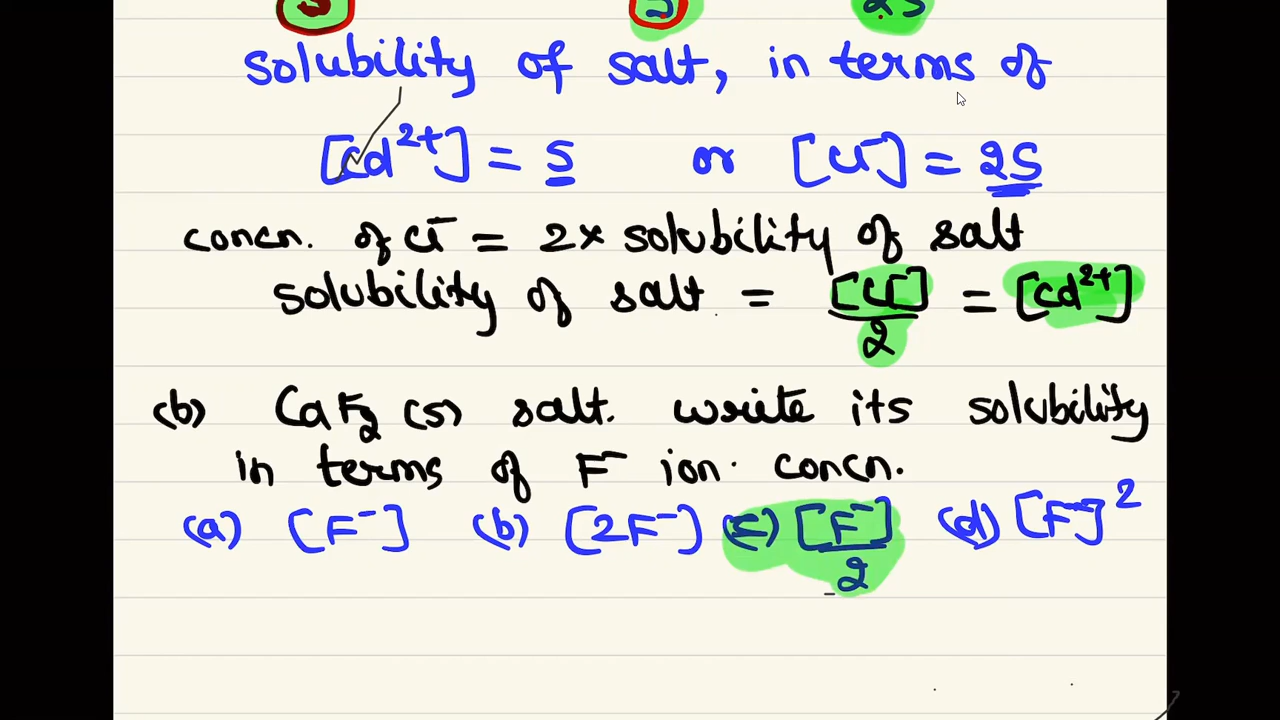 S S 2S
solubility of salt, in terms of
[Cd²⁺] = S or [Cl⁻] = 2S
concn. of Cl⁻ = 2× solubility of salt
solubility of salt = [Cl⁻]/2 = [Cd²⁺]
(b) CaF₂ (s) salt. write its solubility
in terms of F⁻ ion. concn.
(a) [F⁻] (b) [2F⁻] (c) [F⁻]/2 (d) [F⁻]²